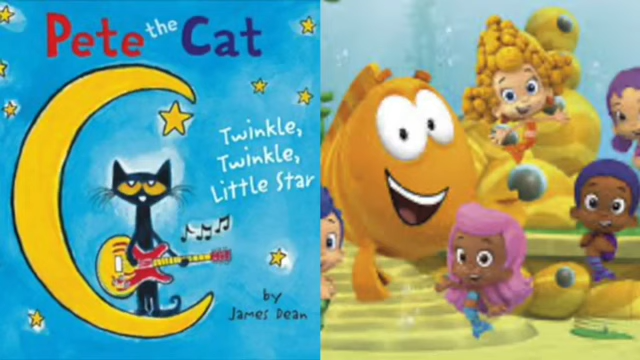 Pete the Cat
Twinkle,
Twinkle,
Little Star
by
James Dean